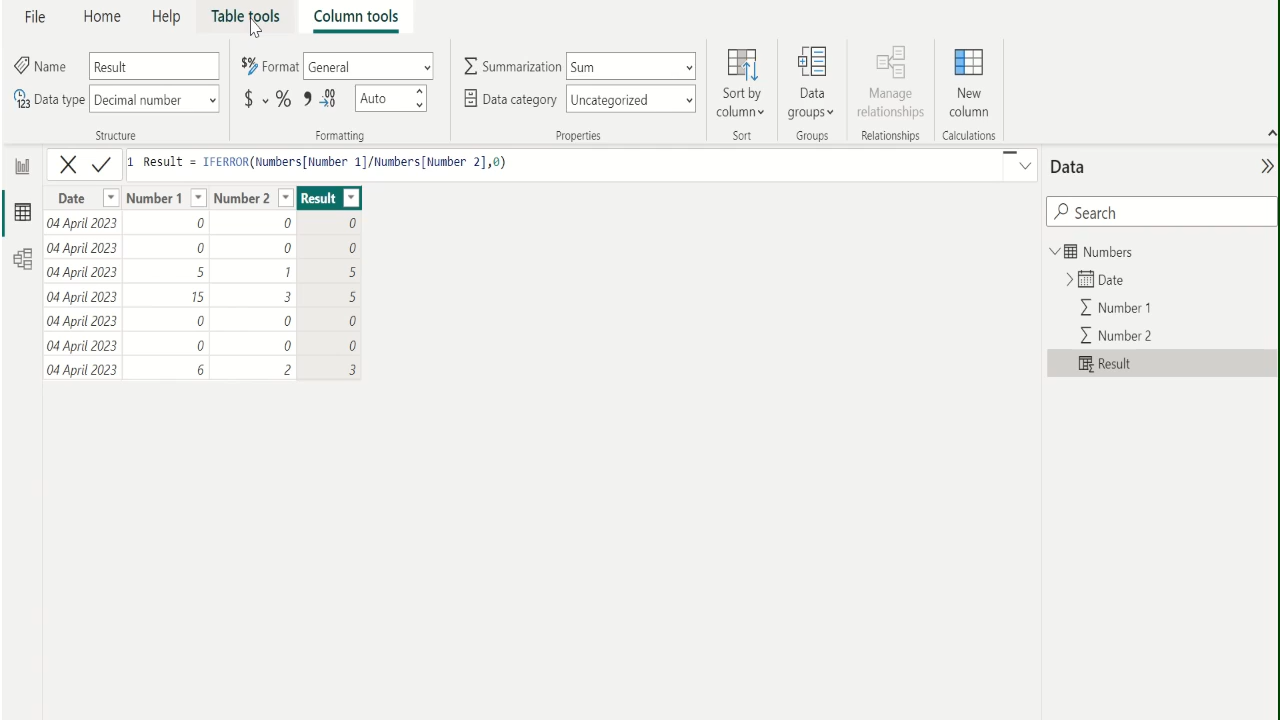 File Home Help Table tools Column tools
Name Result $% Format General Σ Summarization Sum
Data type Decimal number $ % Auto Data category Uncategorized
Sort by column Data groups Manage relationships New column
Structure Formatting Properties Sort Groups Relationships Calculations
1 Result = IFERROR(Numbers[Number 1]/Numbers[Number 2],0)
Date Number 1 Number 2 Result
04 April 2023 0 0 0
04 April 2023 0 0 0
04 April 2023 5 1 5
04 April 2023 15 3 5
04 April 2023 0 0 0
04 April 2023 0 0 0
04 April 2023 6 2 3
Data
Search
Numbers
Date
Σ Number 1
Σ Number 2
Result